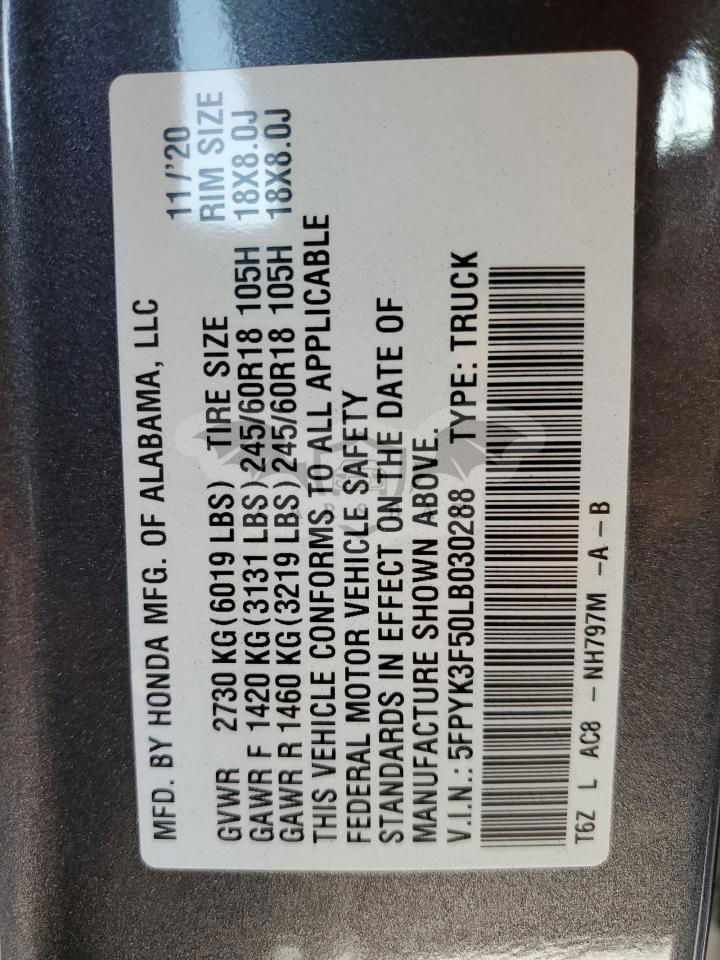 MFD. BY HONDA MFG. OF ALABAMA, LLC 11/'20
GVWR 2730 KG(6019 LBS) TIRE SIZE RIM SIZE
GAWR F 1420 KG(3131 LBS) 245/60R18 105H 18X8.0J
GAWR R 1460 KG(3219 LBS) 245/60R18 105H 18X8.0J
THIS VEHICLE CONFORMS TO ALL APPLICABLE
FEDERAL MOTOR VEHICLE SAFETY
STANDARDS IN EFFECT ON THE DATE OF
MANUFACTURE SHOWN ABOVE.
V.I.N.: 5FPYK3F50LB030288 TYPE: TRUCK
T6Z L AC8 - NH797M -A-B